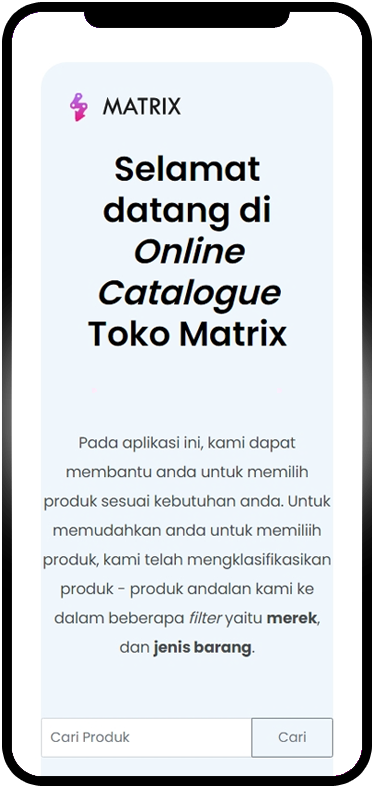 MATRIX
Selamat
datang di
Online
Catalogue
Toko Matrix
Pada aplikasi ini, kami dapat
membantu anda untuk memilih
produk sesuai kebutuhan anda. Untuk
memudahkan anda untuk memiliih
produk, kami telah mengklasifikasikan
produk - produk andalan kami ke
dalam beberapa filter yaitu merek,
dan jenis barang.
Cari Produk
Cari